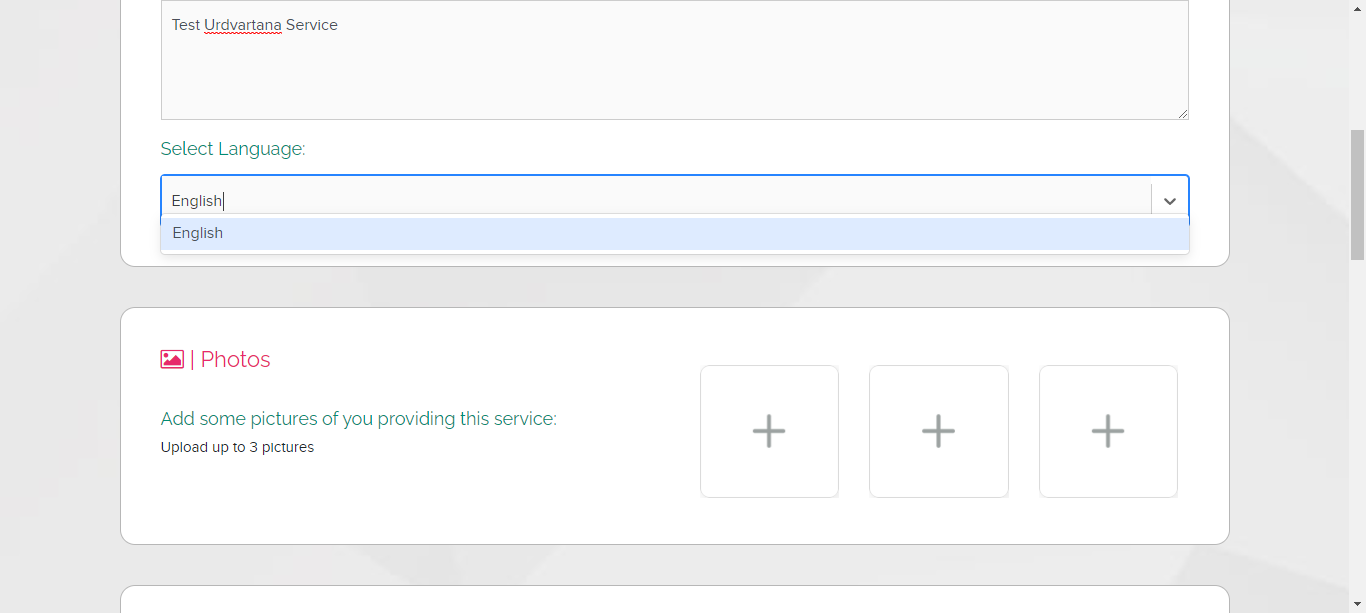 Test Urdvartana Service
Select Language:
English
English
| Photos
Add some pictures of you providing this service:
Upload up to 3 pictures